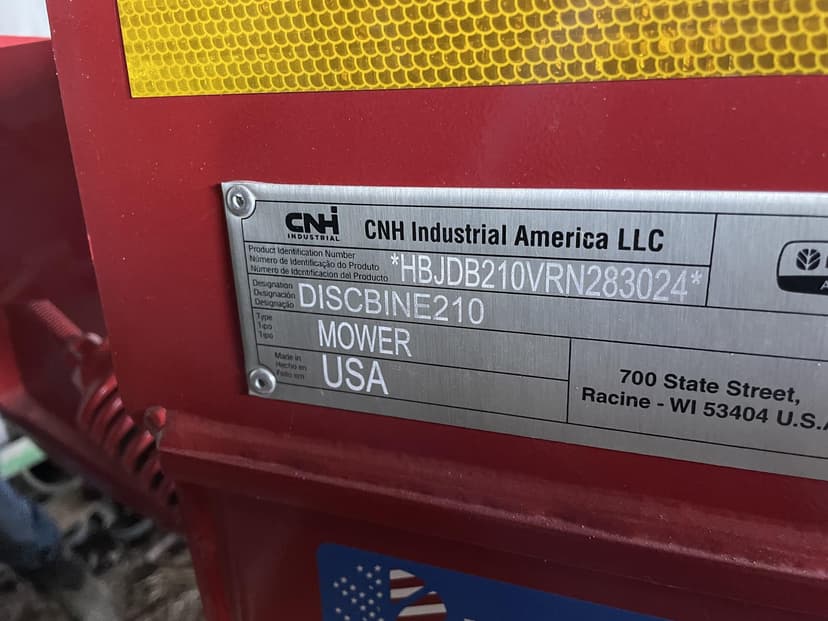 CNH
INDUSTRIAL
CNH Industrial America LLC
Product Identification Number
Número de Identificação do Produto
Número de Identificacion del Producto
*HBJDB210VRN283024*
Designation
Designación
Designação
DISCBINE210
Type
Tipo
Tipo
MOWER
Made in
Hecho en
Feito em
USA
700 State Street,
Racine - WI 53404 U.S.A